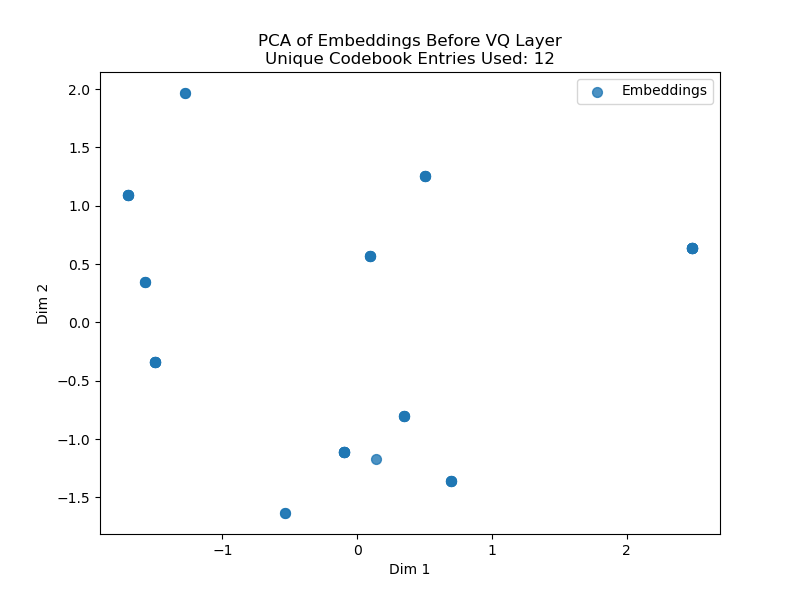 PCA of Embeddings Before VQ Layer
Unique Codebook Entries Used: 12
Embeddings
2.0
1.5
1.0
0.5
0.0
−0.5
−1.0
−1.5
Dim 2
−1 0 1 2
Dim 1